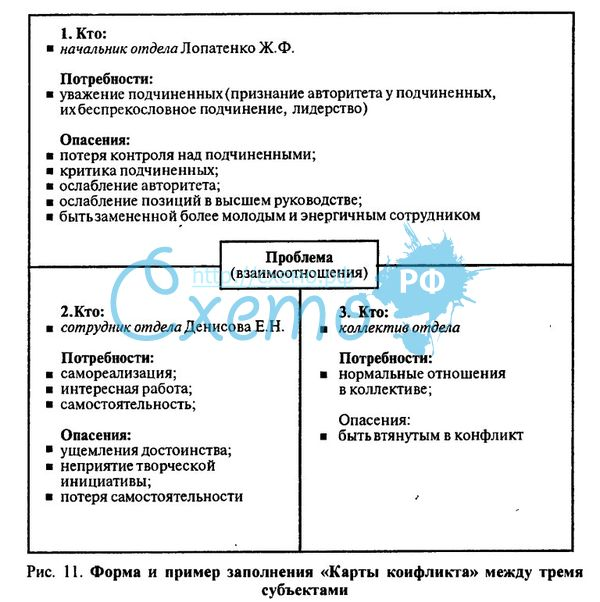 1. Кто:
▪ начальник отдела Лопатенко Ж.Ф.
Потребности:
▪ уважение подчиненных (признание авторитета у подчиненных,
их беспрекословное подчинение, лидерство)
Опасения:
▪ потеря контроля над подчиненными;
▪ критика подчиненных;
▪ ослабление авторитета;
▪ ослабление позиций в высшем руководстве;
▪ быть замененной более молодым и энергичным сотрудником
Проблема
(взаимоотношения)
http://схемо.рф
Схемо.РФ
2. Кто:
▪ сотрудник отдела Денисова Е.Н.
Потребности:
▪ самореализация;
▪ интересная работа;
▪ самостоятельность;
Опасения:
▪ ущемления достоинства;
▪ неприятие творческой
инициативы;
▪ потеря самостоятельности
3. Кто:
▪ коллектив отдела
Потребности:
▪ нормальные отношения
в коллективе;
Опасения:
▪ быть втянутым в конфликт
Рис. 11. Форма и пример заполнения «Карты конфликта» между тремя
субъектами